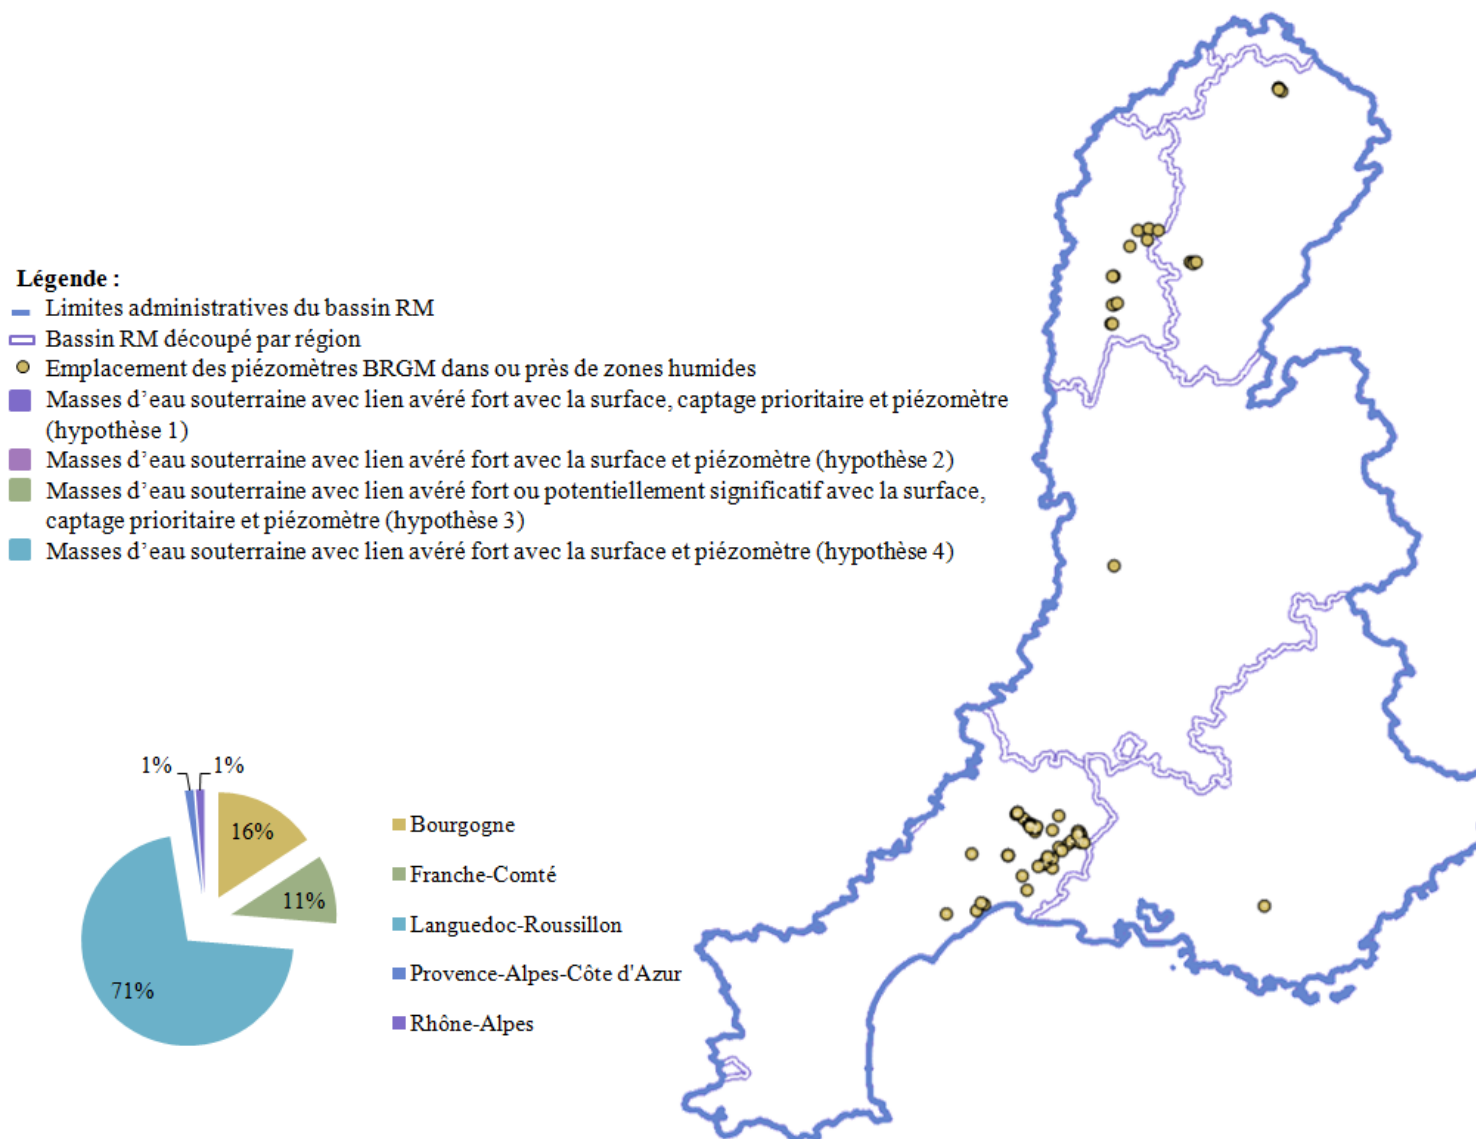 Légende :
Limites administratives du bassin RM
Bassin RM découpé par région
Emplacement des piézomètres BRGM dans ou près de zones humides
Masses d'eau souterraine avec lien avéré fort avec la surface, captage prioritaire et piézomètre
(hypothèse 1)
Masses d'eau souterraine avec lien avéré fort avec la surface et piézomètre (hypothèse 2)
Masses d'eau souterraine avec lien avéré fort ou potentiellement significatif avec la surface,
captage prioritaire et piézomètre (hypothèse 3)
Masses d'eau souterraine avec lien avéré fort avec la surface et piézomètre (hypothèse 4)
1% 1%
16%
11%
71%
Bourgogne
Franche-Comté
Languedoc-Roussillon
Provence-Alpes-Côte d'Azur
Rhône-Alpes